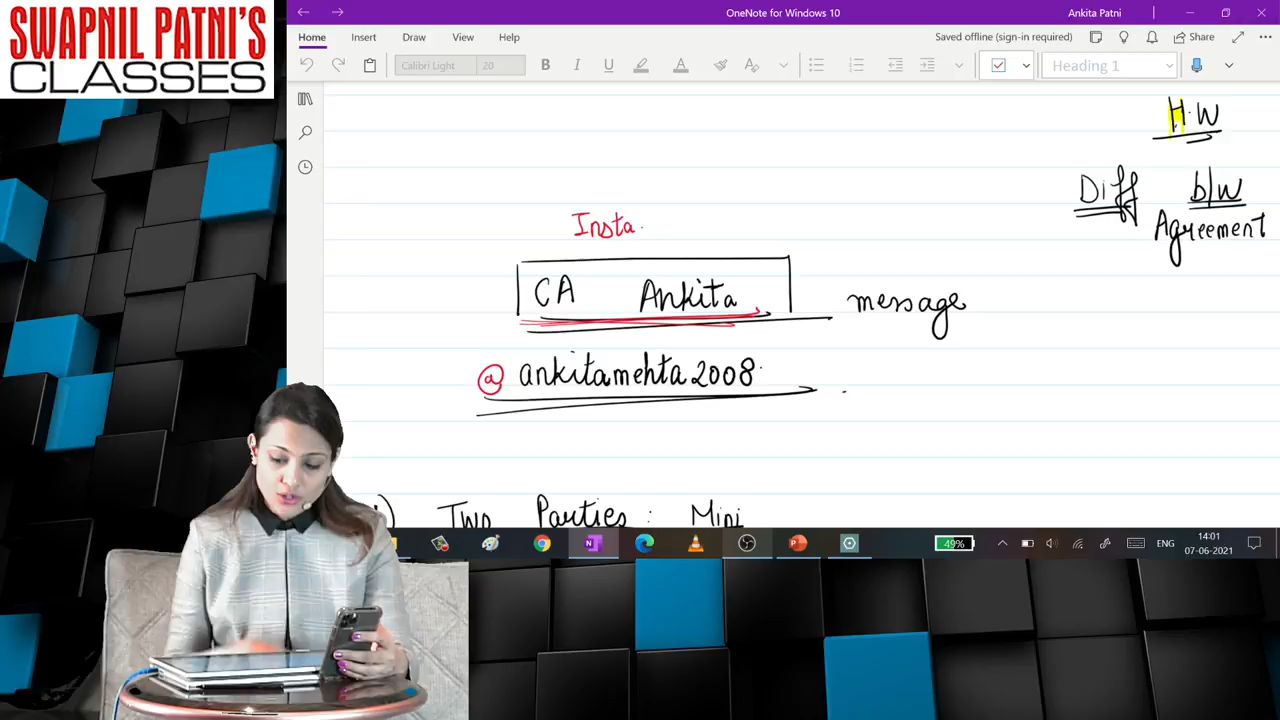 SWAPNIL PATNI'S
CLASSES
OneNote for Windows 10
Ankita Patni
Home Insert Draw View Help
Saved offline (sign-in required)
Share
Calibri Light 20 B I U A
Heading 1
H.W
Diff b/w
Agreement
Insta.
CA Ankita message
@ankitamehta2008.
i) Two Parties: Mini
49% ENG 14:01
07-06-2021